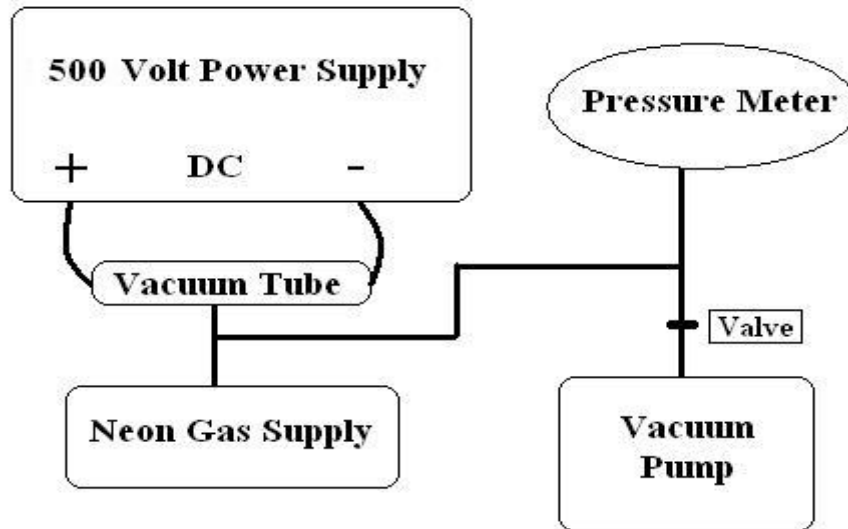 500 Volt Power Supply
+ DC -
Pressure Meter
Vacuum Tube
Valve
Neon Gas Supply
Vacuum
Pump